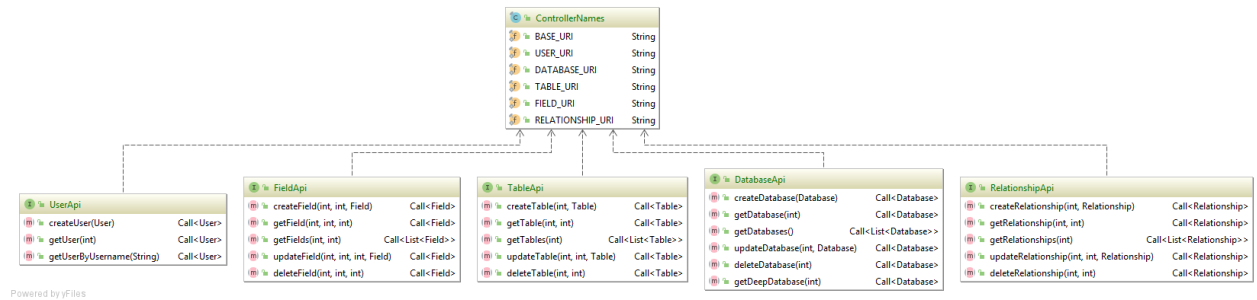 ControllerNames
BASE_URI String
USER_URI String
DATABASE_URI String
TABLE_URI String
FIELD_URI String
RELATIONSHIP_URI String
UserApi
createUser(User) Call<User>
getUser(int) Call<User>
getUserByUsername(String) Call<User>
FieldApi
createField(int, int, Field) Call<Field>
getField(int, int, int) Call<Field>
getFields(int, int) Call<List<Field>>
updateField(int, int, int, Field) Call<Field>
deleteField(int, int, int) Call<Field>
TableApi
createTable(int, Table) Call<Table>
getTable(int, int) Call<Table>
getTables(int) Call<List<Table>>
updateTable(int, int, Table) Call<Table>
deleteTable(int, int) Call<Table>
DatabaseApi
createDatabase(Database) Call<Database>
getDatabase(int) Call<Database>
getDatabases() Call<List<Database>>
updateDatabase(int, Database) Call<Database>
deleteDatabase(int) Call<Database>
getDeepDatabase(int) Call<Database>
RelationshipApi
createRelationship(int, Relationship) Call<Relationship>
getRelationship(int, int) Call<Relationship>
getRelationships(int) Call<List<Relationship>>
updateRelationship(int, int, Relationship) Call<Relationship>
deleteRelationship(int, int) Call<Relationship>
Powered by yFiles